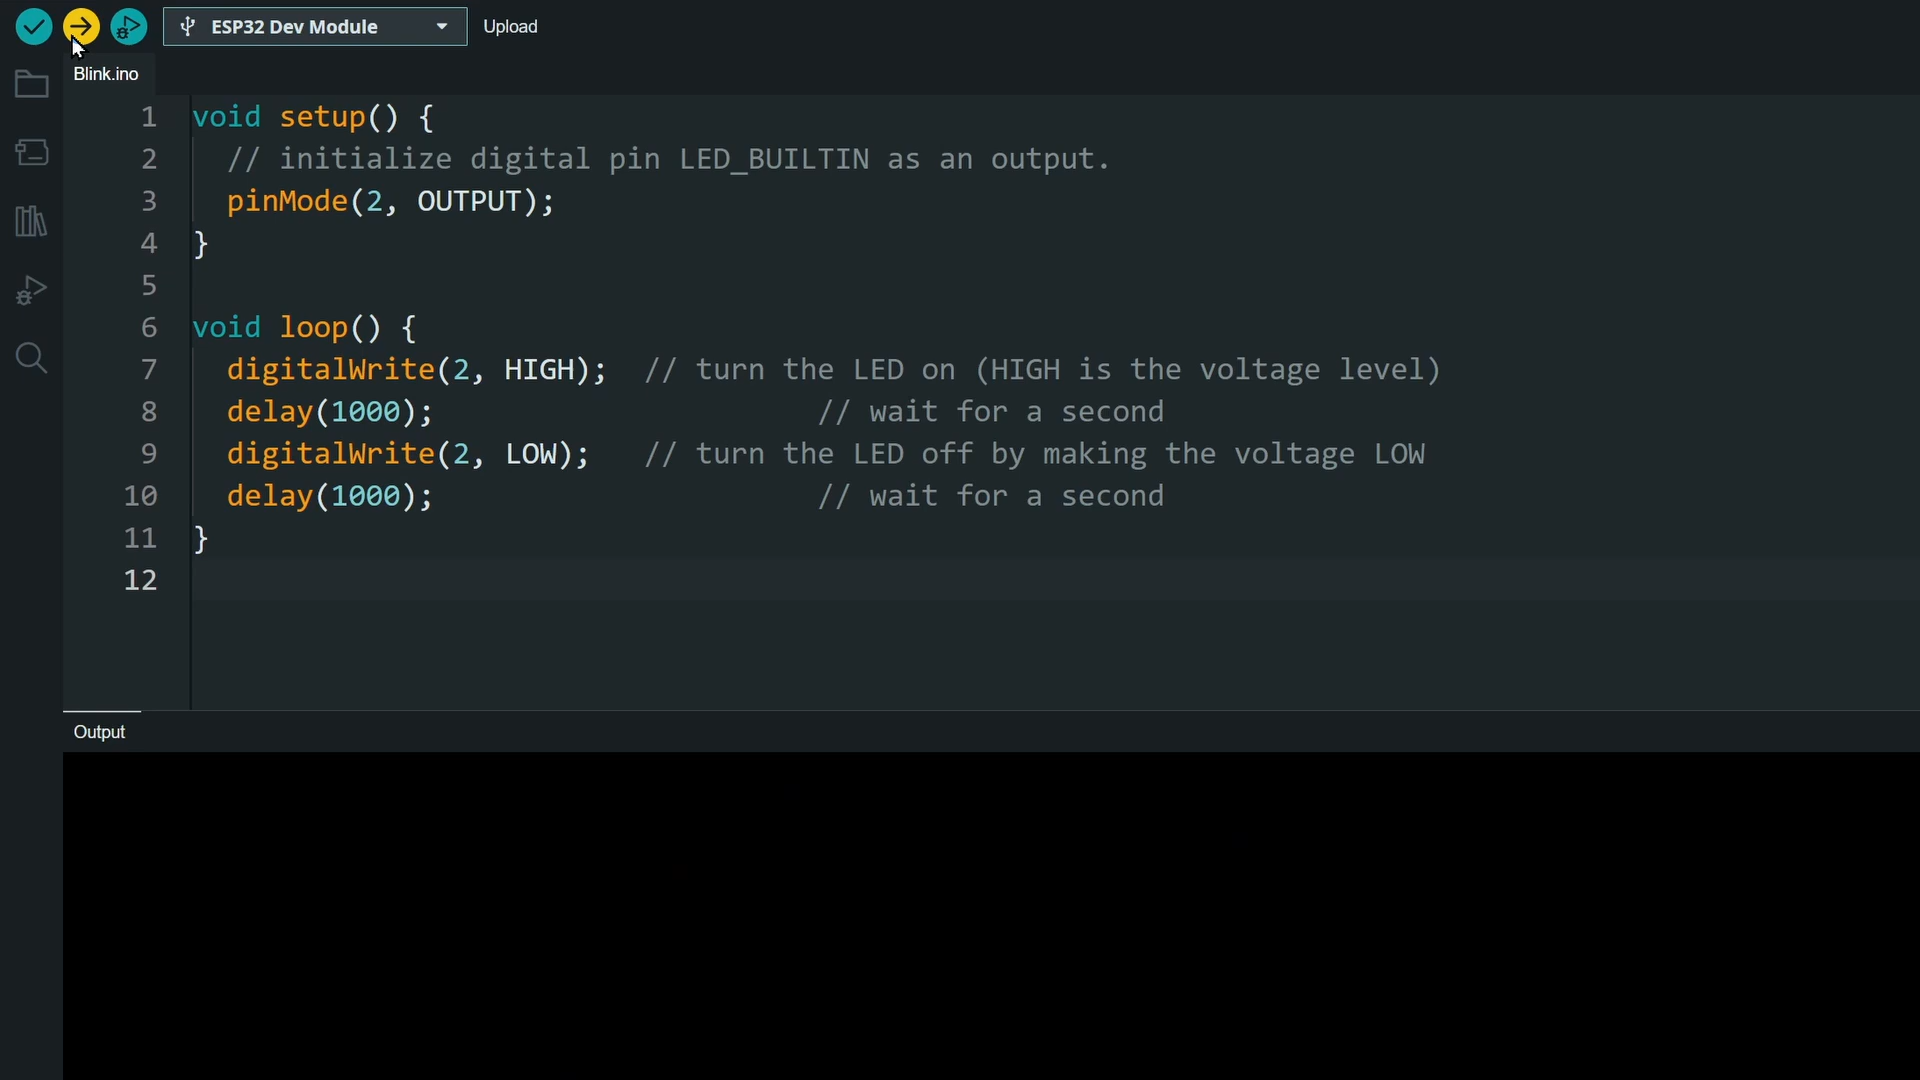 ESP32 Dev Module Upload
Blink.ino
1 void setup() {
2 // initialize digital pin LED_BUILTIN as an output.
3 pinMode(2, OUTPUT);
4 }
5
6 void loop() {
7 digitalWrite(2, HIGH); // turn the LED on (HIGH is the voltage level)
8 delay(1000); // wait for a second
9 digitalWrite(2, LOW); // turn the LED off by making the voltage LOW
10 delay(1000); // wait for a second
11 }
12
Output